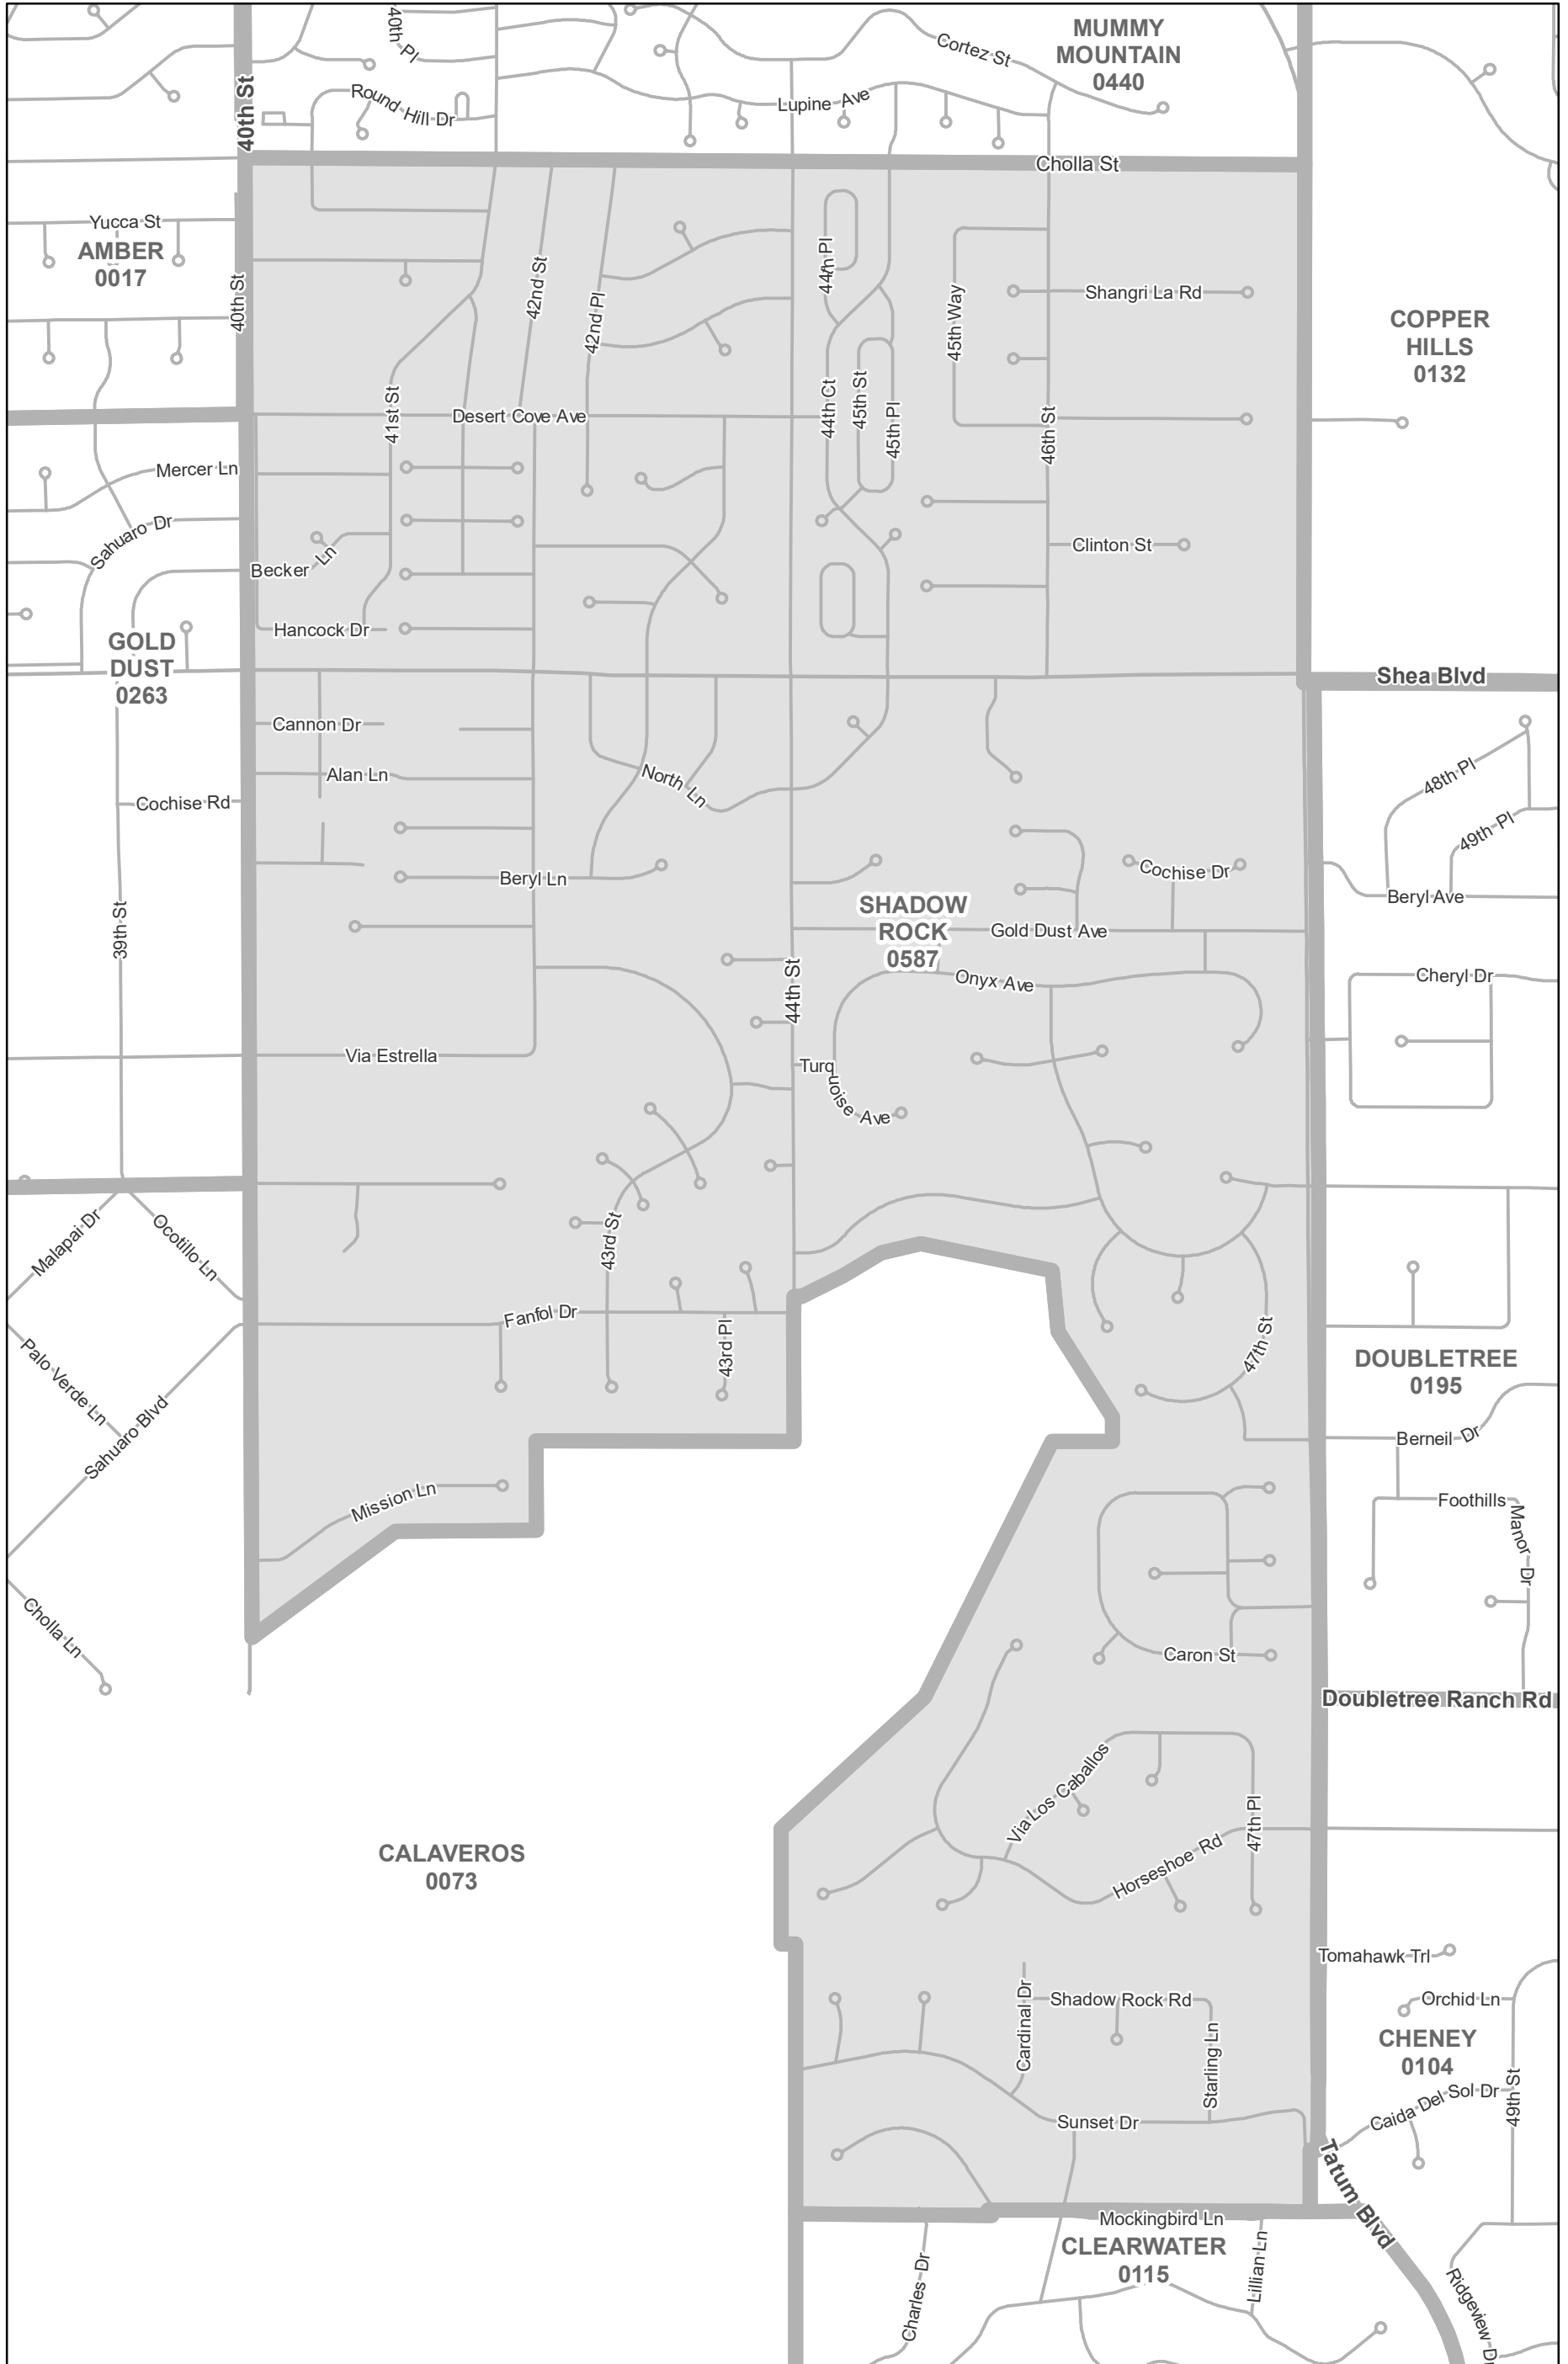 MUMMY
MOUNTAIN
0440
40th Pl
Cortez St
Round Hill Dr
Lupine Ave
40th St
Cholla St
Yucca St
AMBER
0017
40th St
42nd St
42nd Pl
44th Pl
45th Way
Shangri La Rd
COPPER
HILLS
0132
41st St
Desert Cove Ave
44th Ct
45th St
45th Pl
46th St
Mercer Ln
Sahuaro Dr
Becker Ln
Clinton St
Hancock Dr
GOLD
DUST
0263
Shea Blvd
Cannon Dr
Alan Ln
North Ln
Cochise Rd
48th Pl
49th Pl
Beryl Ln
Cochise Dr
Beryl Ave
SHADOW
ROCK
0587
39th St
Gold Dust Ave
44th St
Onyx Ave
Cheryl Dr
Via Estrella
Turquoise Ave
Malapai Dr
Ocotillo Ln
43rd St
Fanfol Dr
43rd Pl
47th St
Palo Verde Ln
Sahuaro Blvd
DOUBLETREE
0195
Berneil Dr
Mission Ln
Foothills Manor Dr
Cholla Ln
Caron St
Doubletree Ranch Rd
Via Los Caballos
47th Pl
Horseshoe Rd
CALAVEROS
0073
Tomahawk Trl
Orchid Ln
Cardinal Dr
Shadow Rock Rd
Starling Ln
CHENEY
0104
49th St
Caida Del Sol Dr
Sunset Dr
Tatum Blvd
Mockingbird Ln
CLEARWATER
0115
Charles Dr
Lillian Ln
Ridgeview Dr